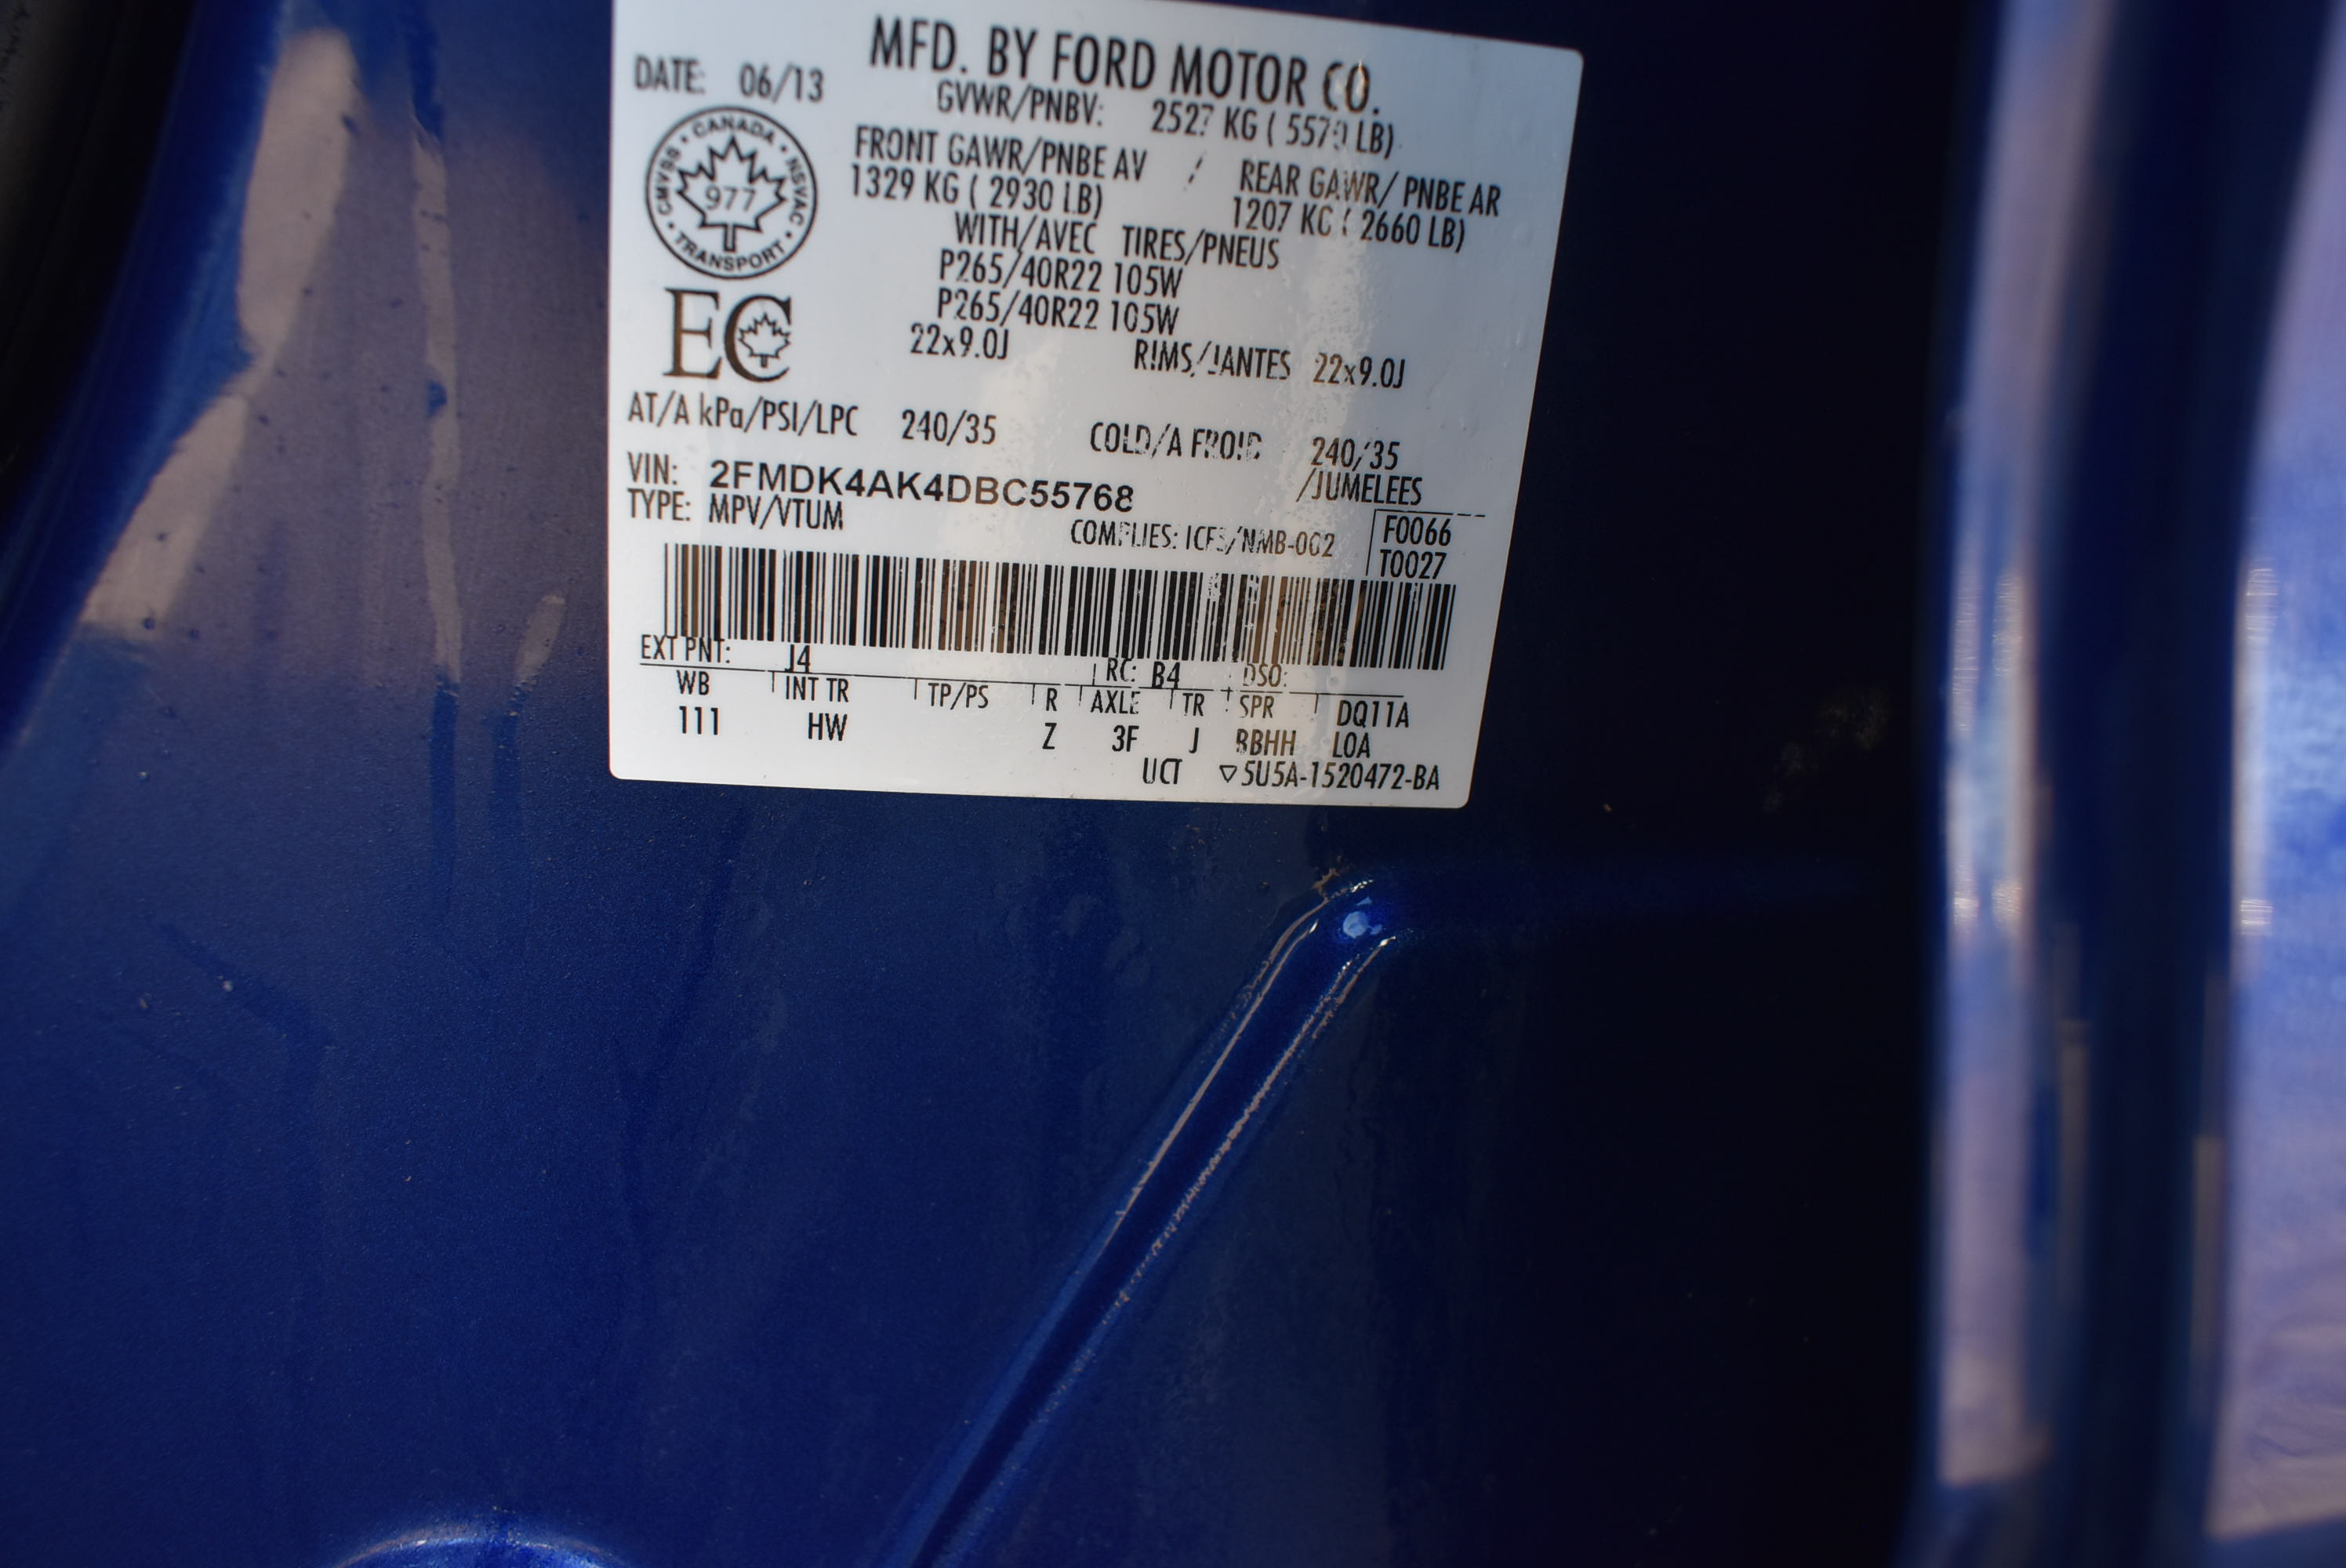 MFD. BY FORD MOTOR CO.
DATE: 06/13
GVWR/PNBV: 2527 KG ( 5570 LB)
FRONT GAWR/PNBE AV / REAR GAWR/ PNBE AR
1329 KG ( 2930 LB) 1207 KG ( 2660 LB)
WITH/AVEC TIRES/PNEUS
P265/40R22 105W
P265/40R22 105W
22x9.0J RIMS/JANTES 22x9.0J
CANADA • NSVAC • TRANSPORT • CMVSS •
977
EC
AT/A kPa/PSI/LPC 240/35 COLD/A FROID 240/35
/JUMELEES
VIN: 2FMDK4AK4DBC55768
TYPE: MPV/VTUM
COMPLIES: ICES/NMB-002
F0066
T0027
EXT PNT: J4 RC: B4 DSO:
WB INT TR TP/PS R AXLE TR SPR DQ11A
111 HW Z 3F J BBHH LOA
UCT ▽5U5A-1520472-BA